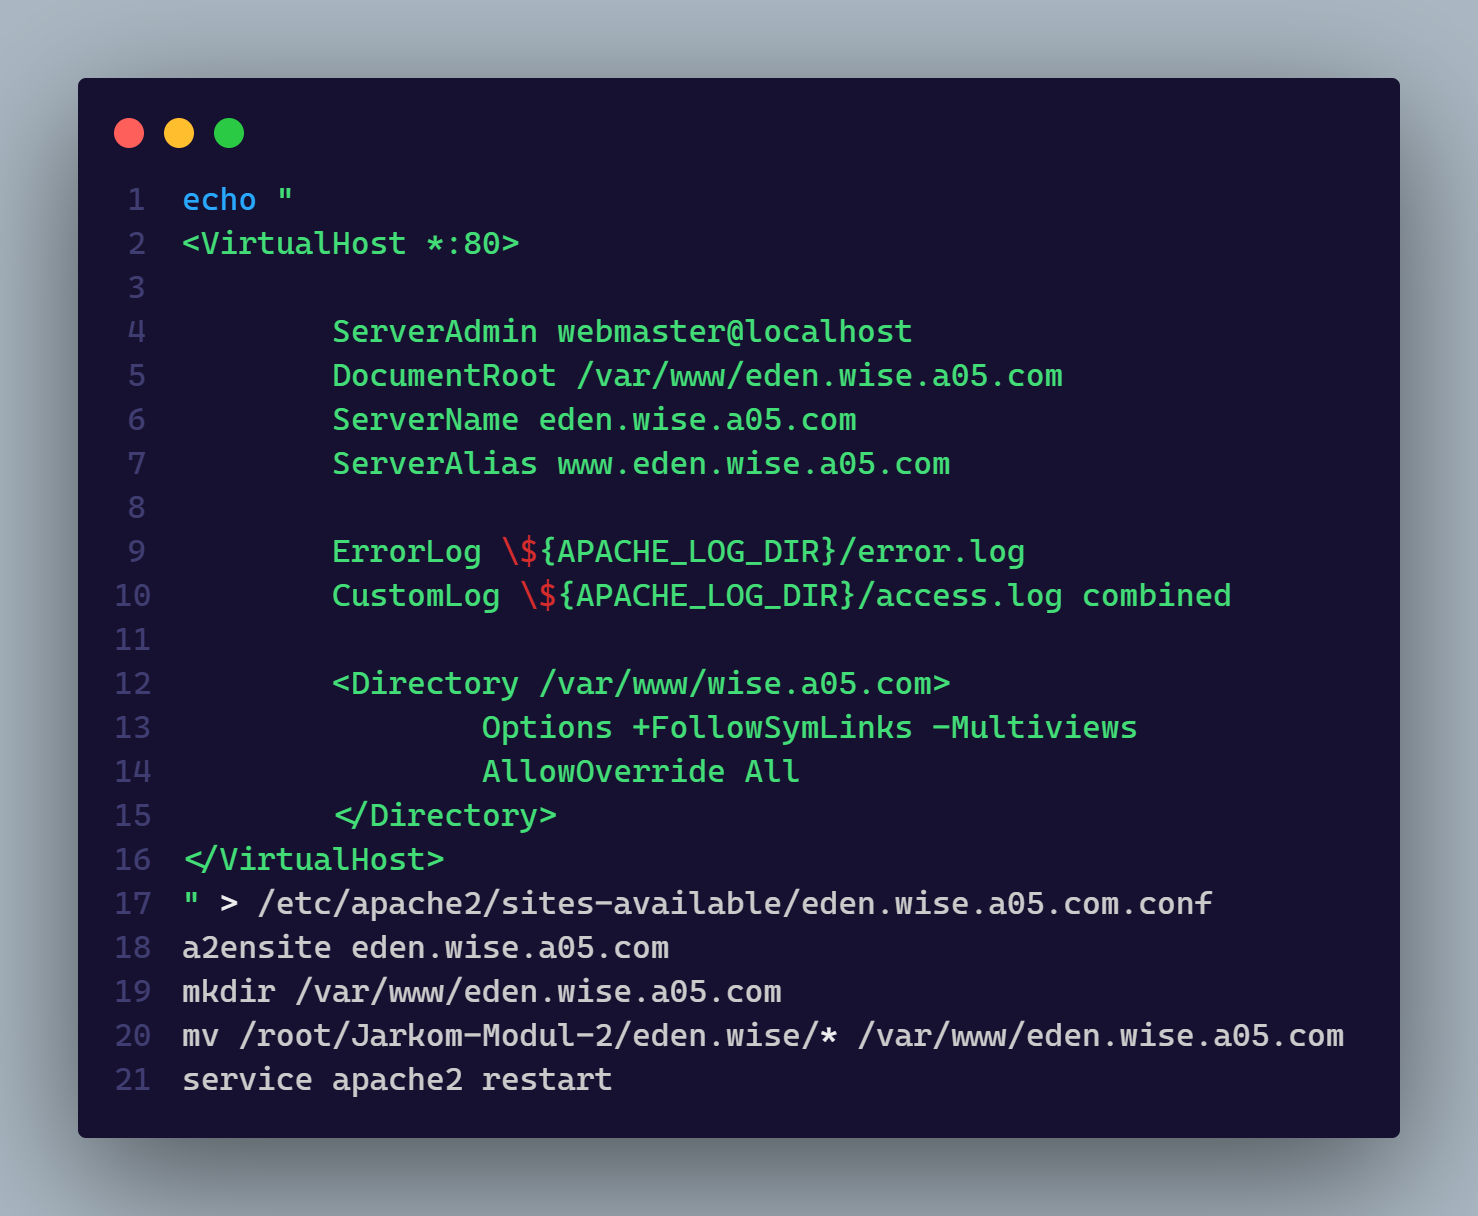 1 echo "
2 <VirtualHost *:80>
3
4         ServerAdmin webmaster@localhost
5         DocumentRoot /var/www/eden.wise.a05.com
6         ServerName eden.wise.a05.com
7         ServerAlias www.eden.wise.a05.com
8
9         ErrorLog \${APACHE_LOG_DIR}/error.log
10         CustomLog \${APACHE_LOG_DIR}/access.log combined
11
12         <Directory /var/www/wise.a05.com>
13                 Options +FollowSymLinks -Multiviews
14                 AllowOverride All
15         </Directory>
16 </VirtualHost>
17 " > /etc/apache2/sites-available/eden.wise.a05.com.conf
18 a2ensite eden.wise.a05.com
19 mkdir /var/www/eden.wise.a05.com
20 mv /root/Jarkom-Modul-2/eden.wise/* /var/www/eden.wise.a05.com
21 service apache2 restart